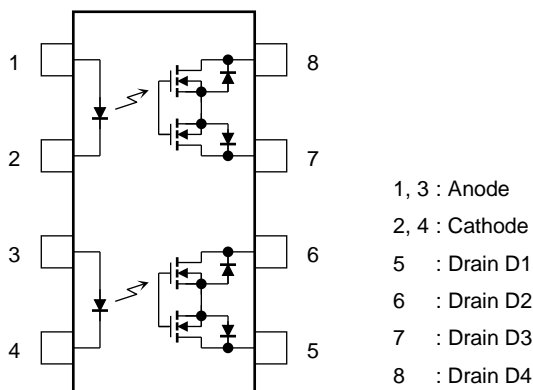 1
8
2
7
3
6
4
5
1, 3 : Anode
2, 4 : Cathode
5 : Drain D1
6 : Drain D2
7 : Drain D3
8 : Drain D4